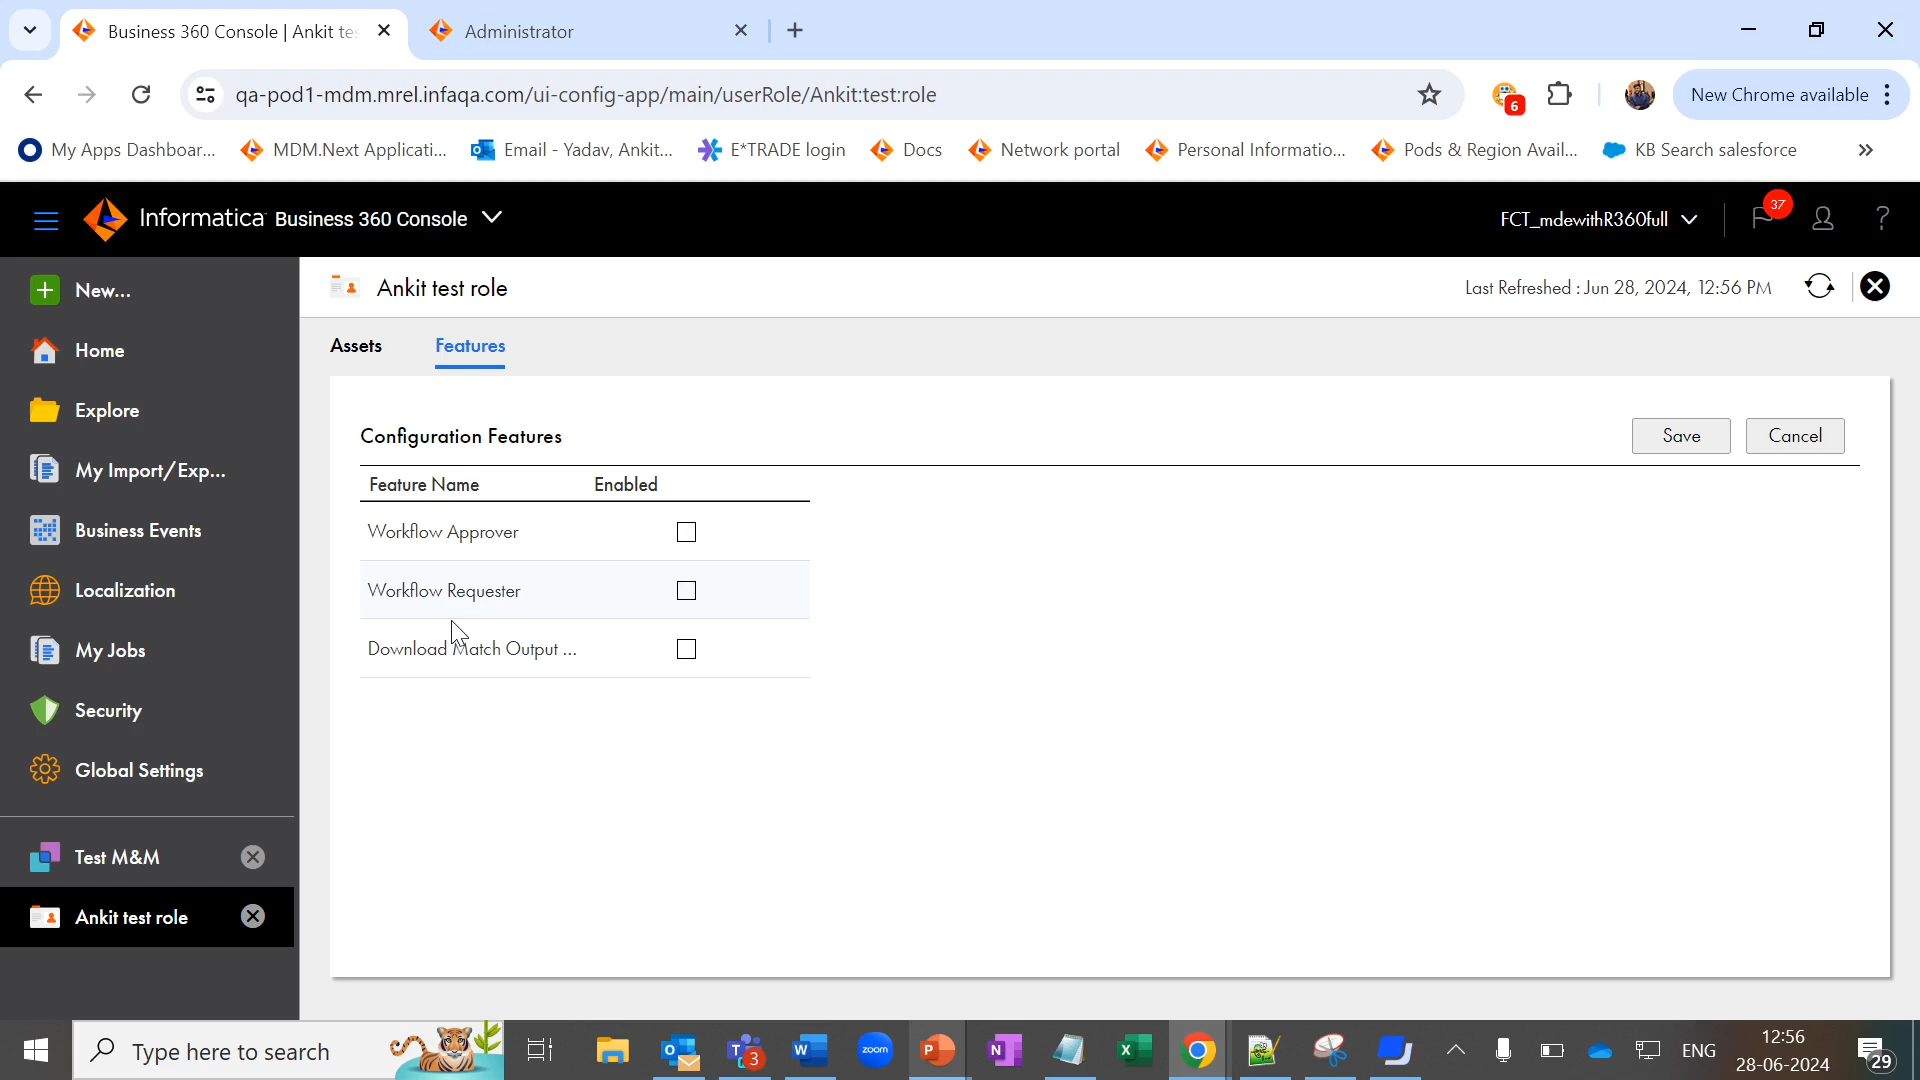 Business 360 Console | Ankit te
Administrator
qa-pod1-mdm.mrel.infaqa.com/ui-config-app/main/userRole/Ankit:test:role
6
New Chrome available
My Apps Dashboar...
MDM.Next Applicati...
Email - Yadav, Ankit...
E*TRADE login
Docs
Network portal
Personal Informatio...
Pods & Region Avail...
KB Search salesforce
Informatica Business 360 Console
FCT_mdewithR360full
37
?
New...
Home
Explore
My Import/Exp...
Business Events
Localization
My Jobs
Security
Global Settings
Test M&M
Ankit test role
Ankit test role
Last Refreshed : Jun 28, 2024, 12:56 PM
Assets
Features
Configuration Features
Save
Cancel
Feature Name
Enabled
Workflow Approver
Workflow Requester
Download Match Output ...
Type here to search
3
zoom
ENG
12:56
28-06-2024
29